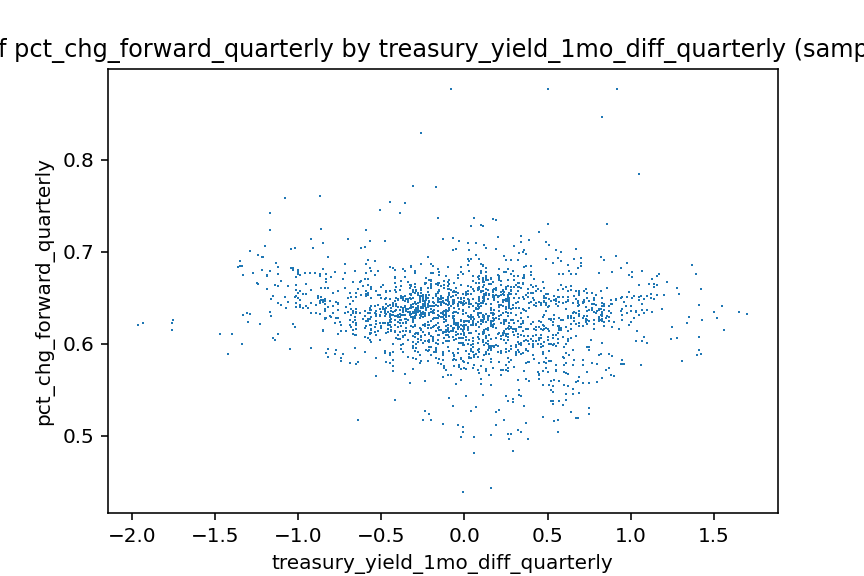 f pct_chg_forward_quarterly by treasury_yield_1mo_diff_quarterly (samp
0.8
0.7
0.6
0.5
pct_chg_forward_quarterly
−2.0 −1.5 −1.0 −0.5 0.0 0.5 1.0 1.5
treasury_yield_1mo_diff_quarterly